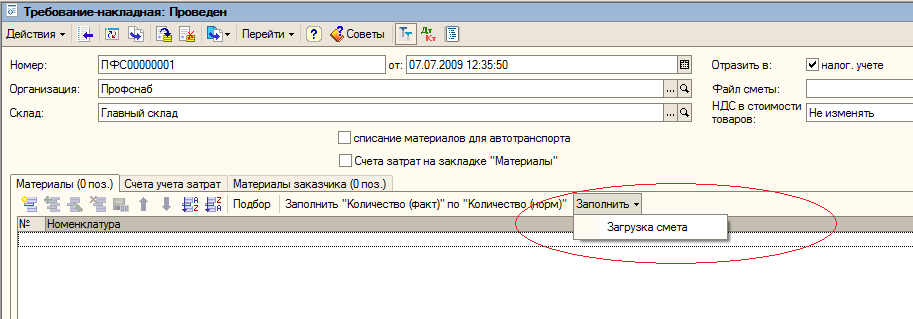 Требование-накладная: Проведен
Действия Перейти ? Советы Тт Дт Кт
Номер: ПФС00000001 от: 07.07.2009 12:35:50 Отразить в: налог. учете
Организация: Профснаб ... Файл сметы:
Склад: Главный склад ... НДС в стоимости товаров: Не изменять
списание материалов для автотранспорта
Счета затрат на закладке "Материалы"
Материалы (0 поз.) Счета учета затрат Материалы заказчика (0 поз.)
Подбор Заполнить "Количество (факт)" по "Количество (норм)" Заполнить
Загрузка смета
№ Номенклатура